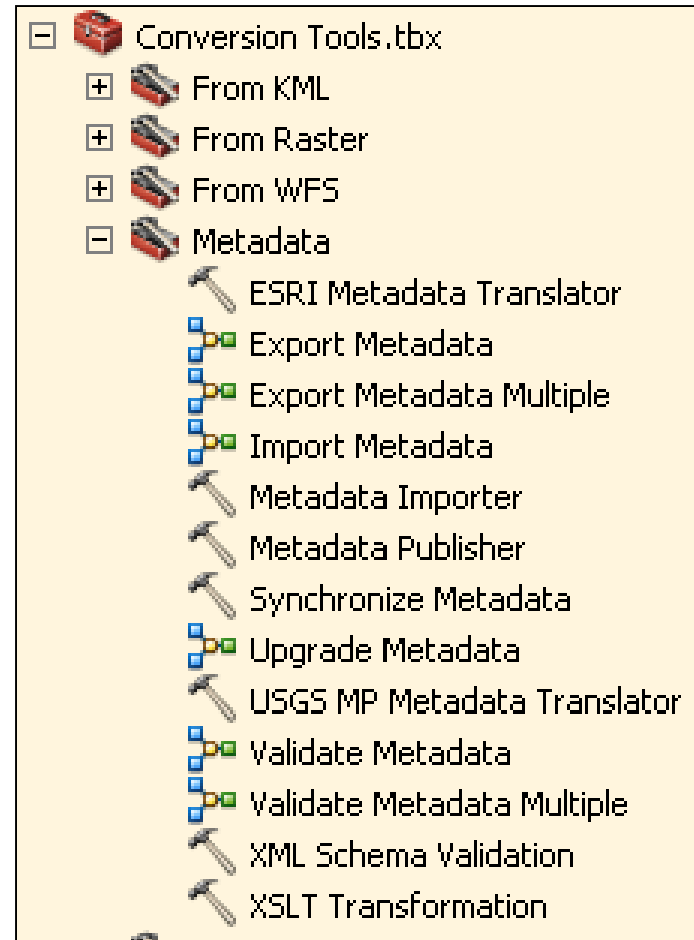 Conversion Tools.tbx
From KML
From Raster
From WFS
Metadata
ESRI Metadata Translator
Export Metadata
Export Metadata Multiple
Import Metadata
Metadata Importer
Metadata Publisher
Synchronize Metadata
Upgrade Metadata
USGS MP Metadata Translator
Validate Metadata
Validate Metadata Multiple
XML Schema Validation
XSLT Transformation